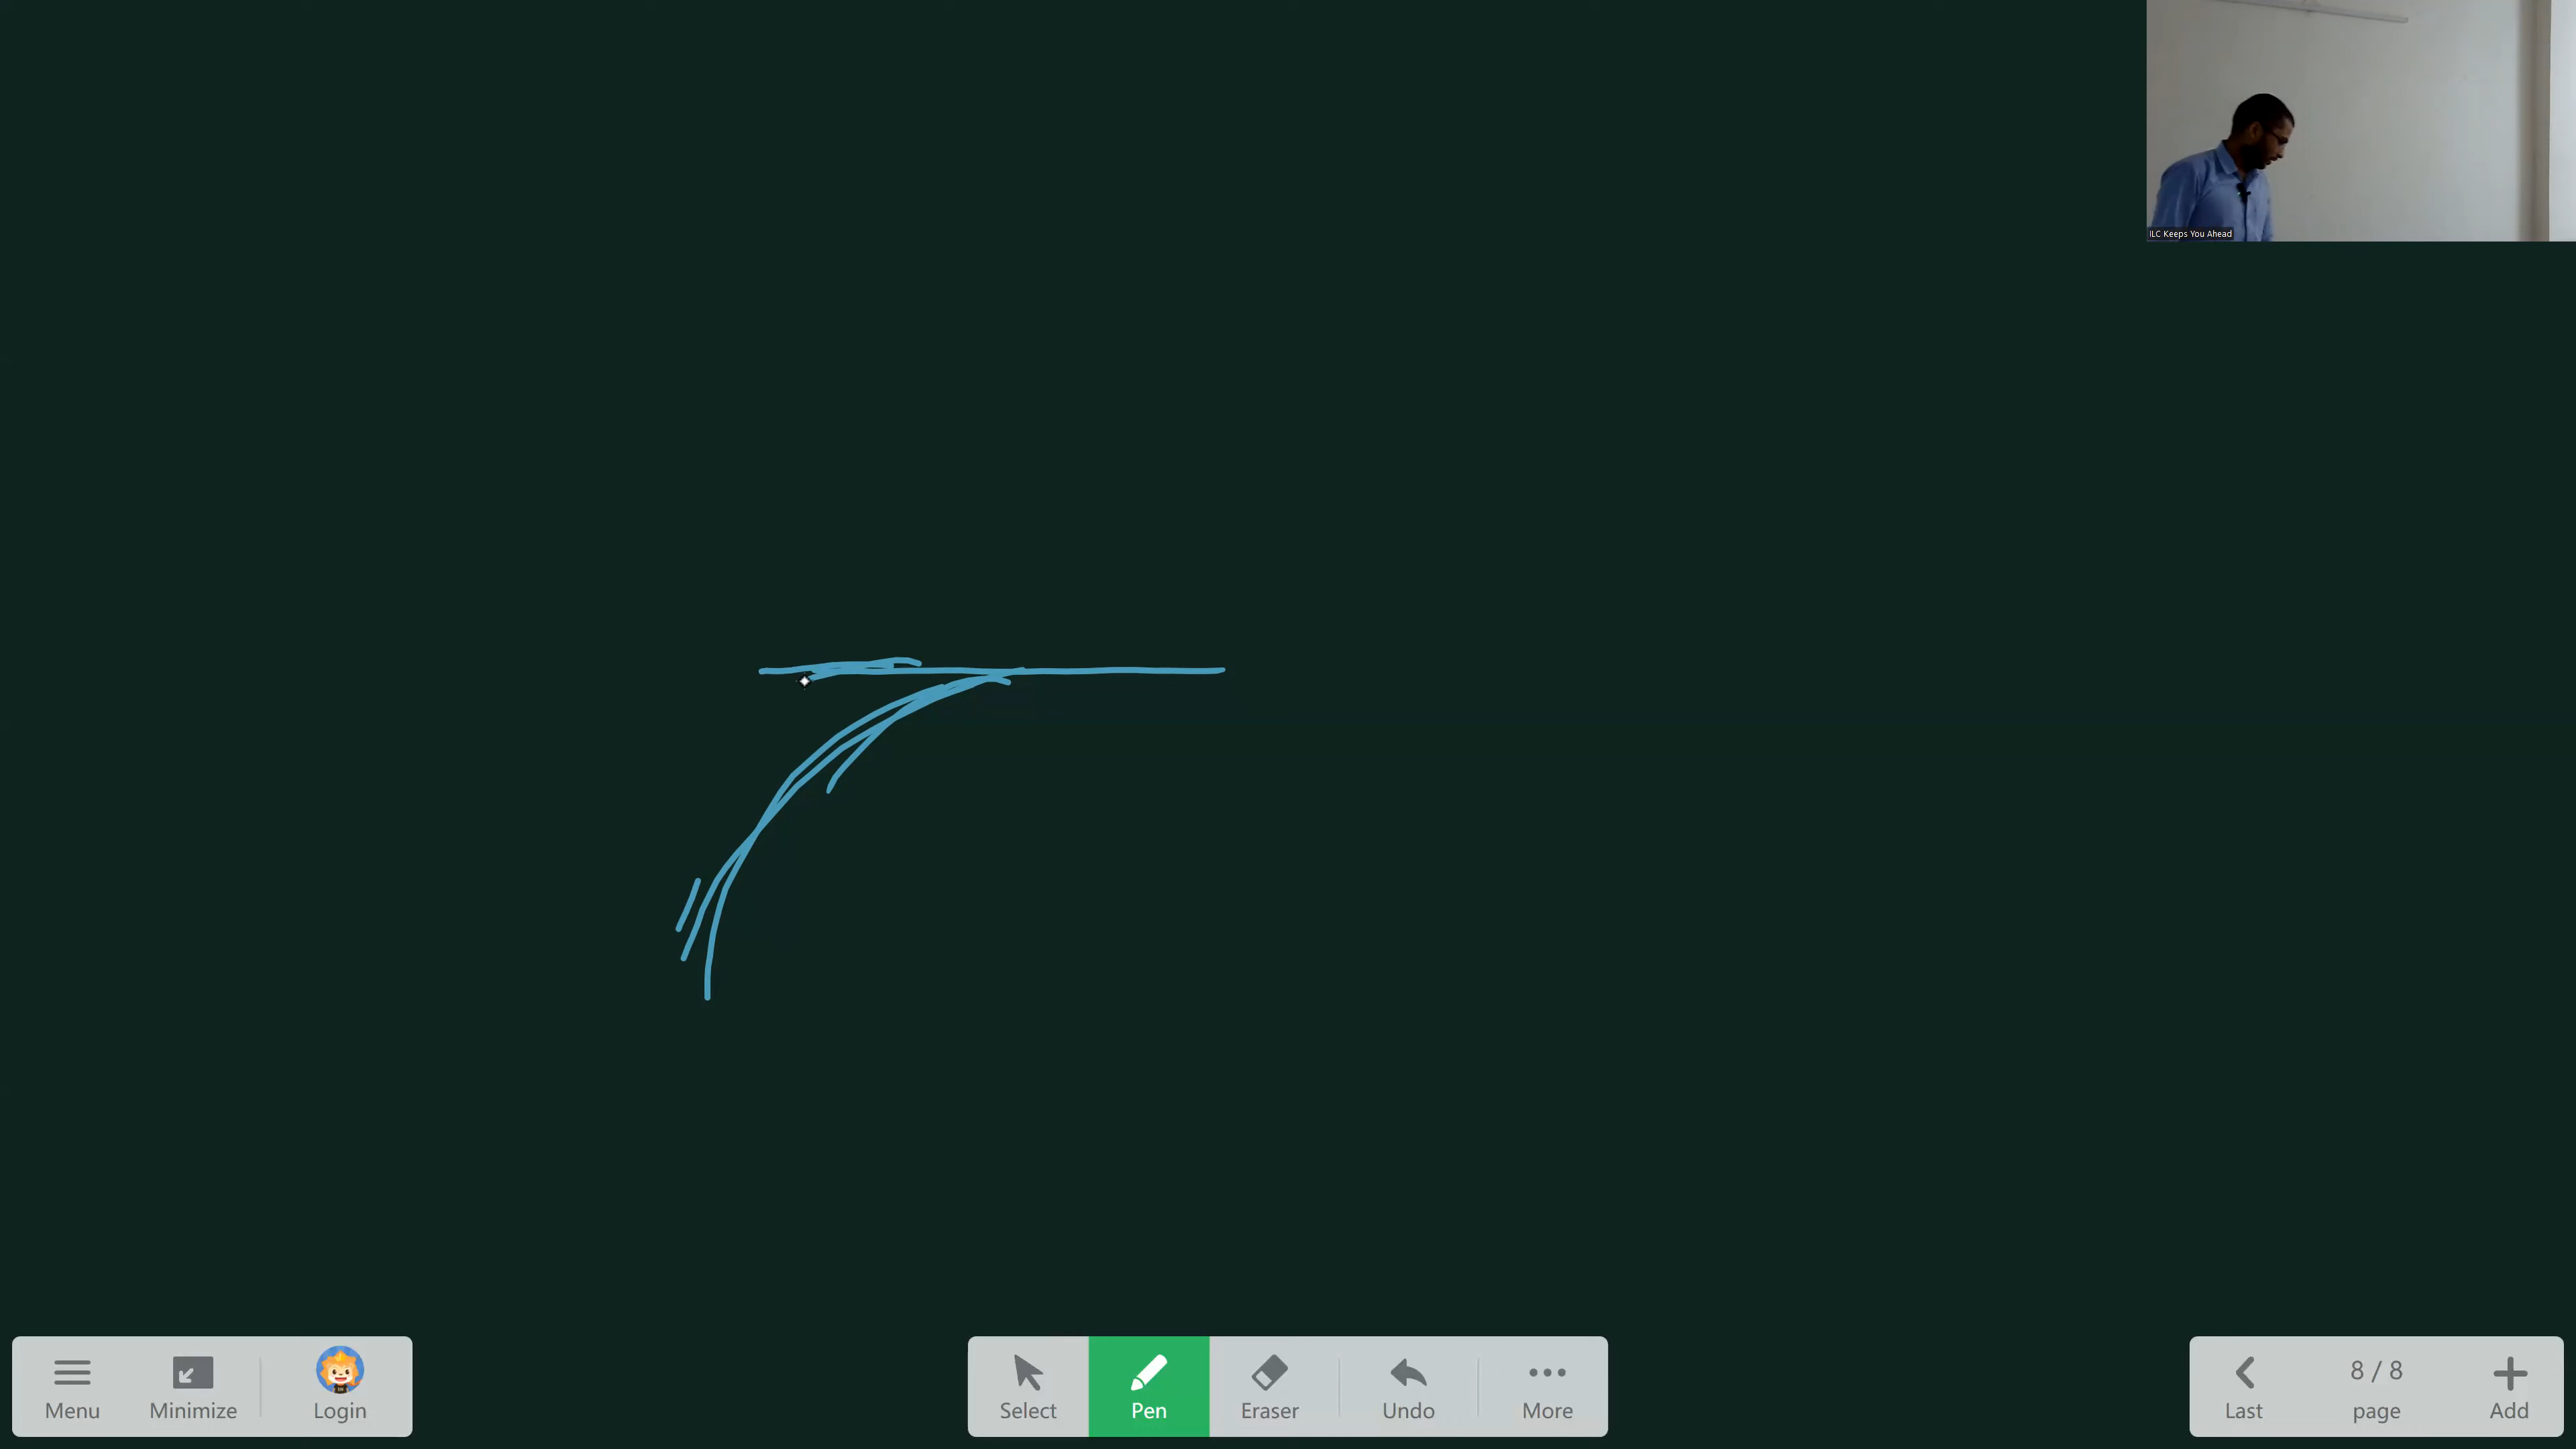 ILC Keeps You Ahead
Menu
Minimize
Login
Select
Pen
Eraser
Undo
More
Last
8 / 8
page
Add